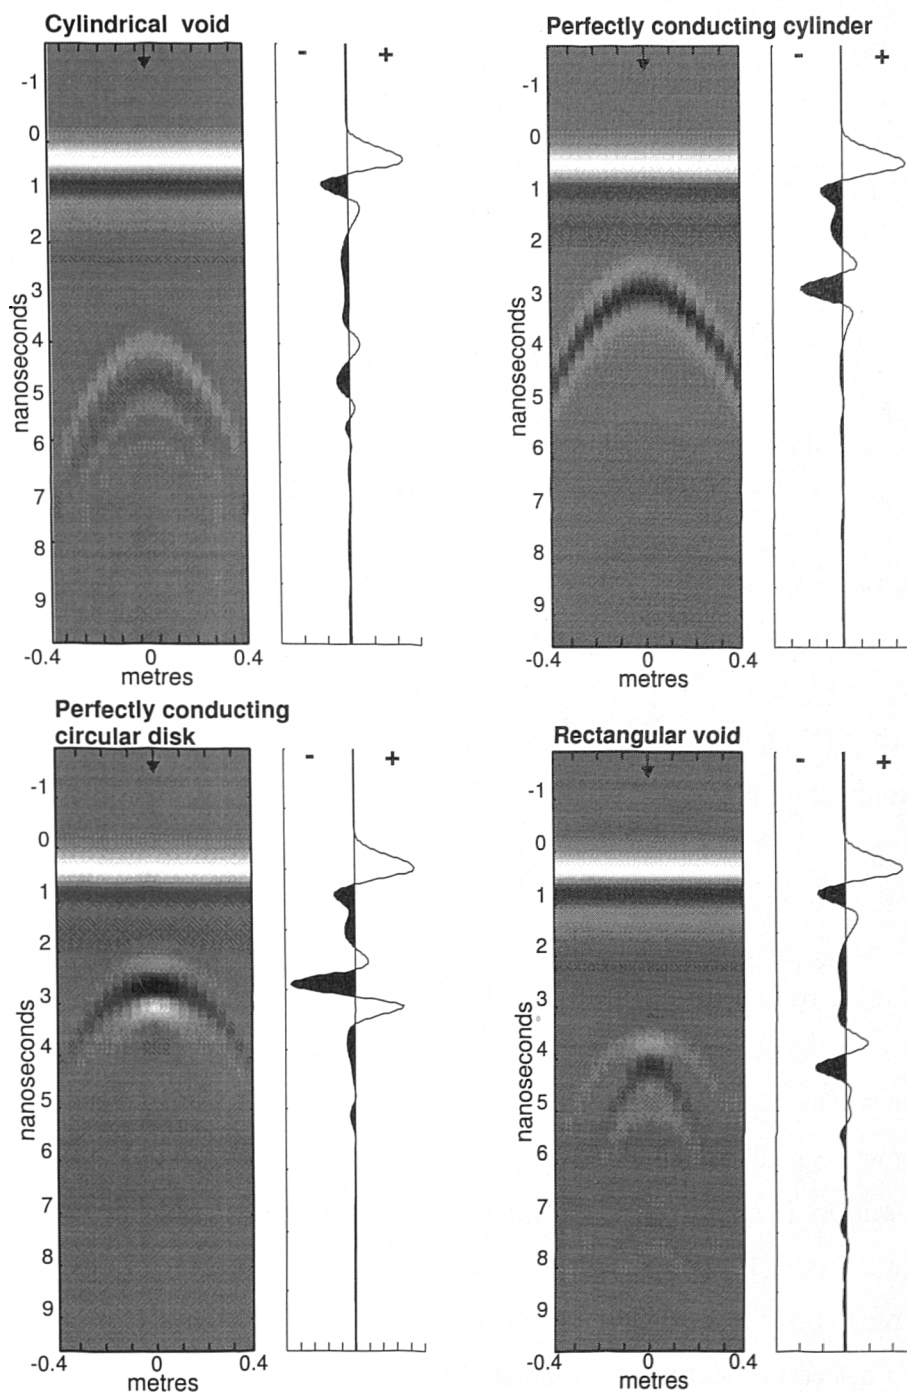 Cylindrical void
- +
-1
0
1
2
3
4
5
6
7
8
9
nanoseconds
-0.4 0 0.4
metres
Perfectly conducting cylinder
- +
-1
0
1
2
3
4
5
6
7
8
9
nanoseconds
-0.4 0 0.4
metres
Perfectly conducting
circular disk
- +
-1
0
1
2
3
4
5
6
7
8
9
nanoseconds
-0.4 0 0.4
metres
Rectangular void
- +
-1
0
1
2
3
4
5
6
7
8
9
nanoseconds
-0.4 0 0.4
metres